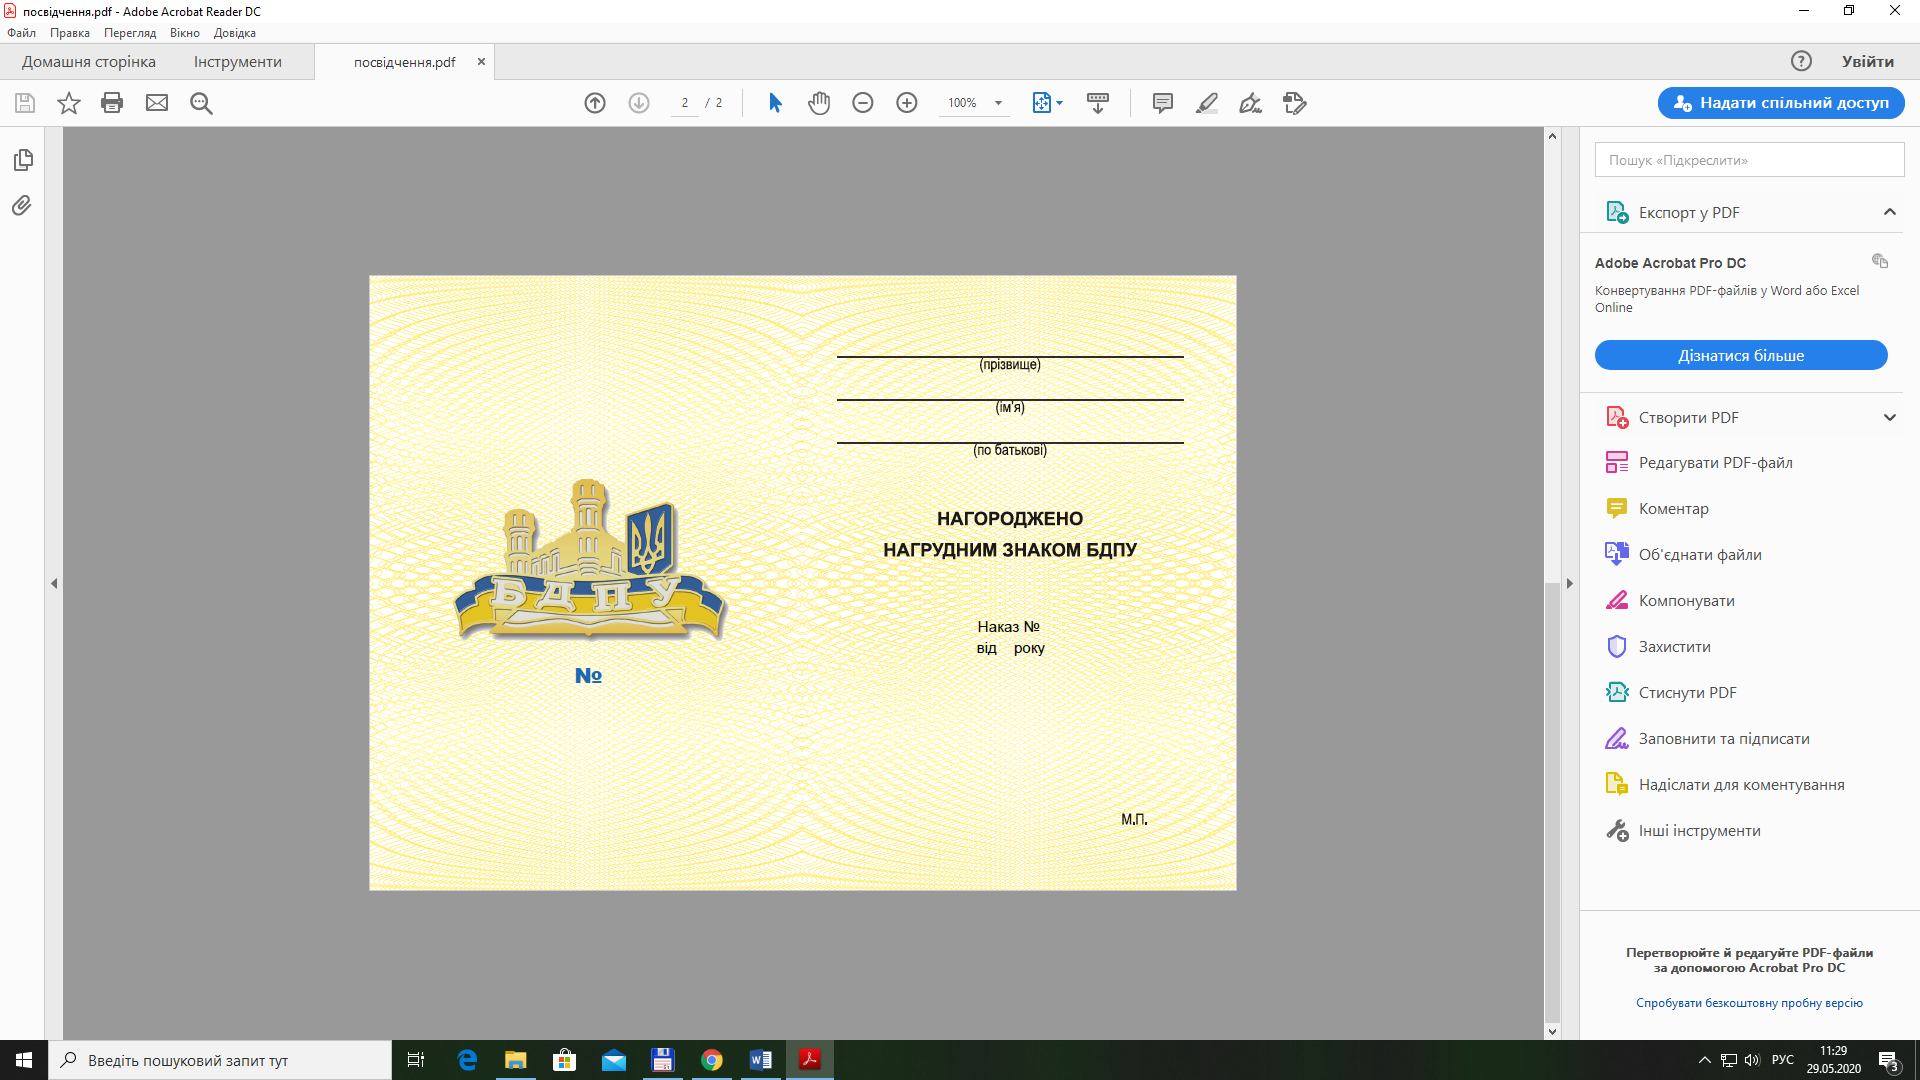 посвідчення.pdf - Adobe Acrobat Reader DC
Файл Правка Перегляд Вікно Довідка
Домашня сторінка Інструменти посвідчення.pdf Увійти
2 / 2 100% Надати спільний доступ
Пошук «Підкреслити»
Експорт у PDF
Adobe Acrobat Pro DC
Конвертування PDF-файлів у Word або Excel
Online
Дізнатися більше
Створити PDF
Редагувати PDF-файл
Коментар
Об'єднати файли
Компонувати
Захистити
Стиснути PDF
Заповнити та підписати
Надіслати для коментування
Інші інструменти
Перетворюйте й редагуйте PDF-файли
за допомогою Acrobat Pro DC
Спробувати безкоштовну пробну версію
БДПУ
№
(прізвище)
(ім'я)
(по батькові)
НАГОРОДЖЕНО
НАГРУДНИМ ЗНАКОМ БДПУ
Наказ №
від року
М.П.
Введіть пошуковий запит тут
РУС
11:29
29.05.2020
3